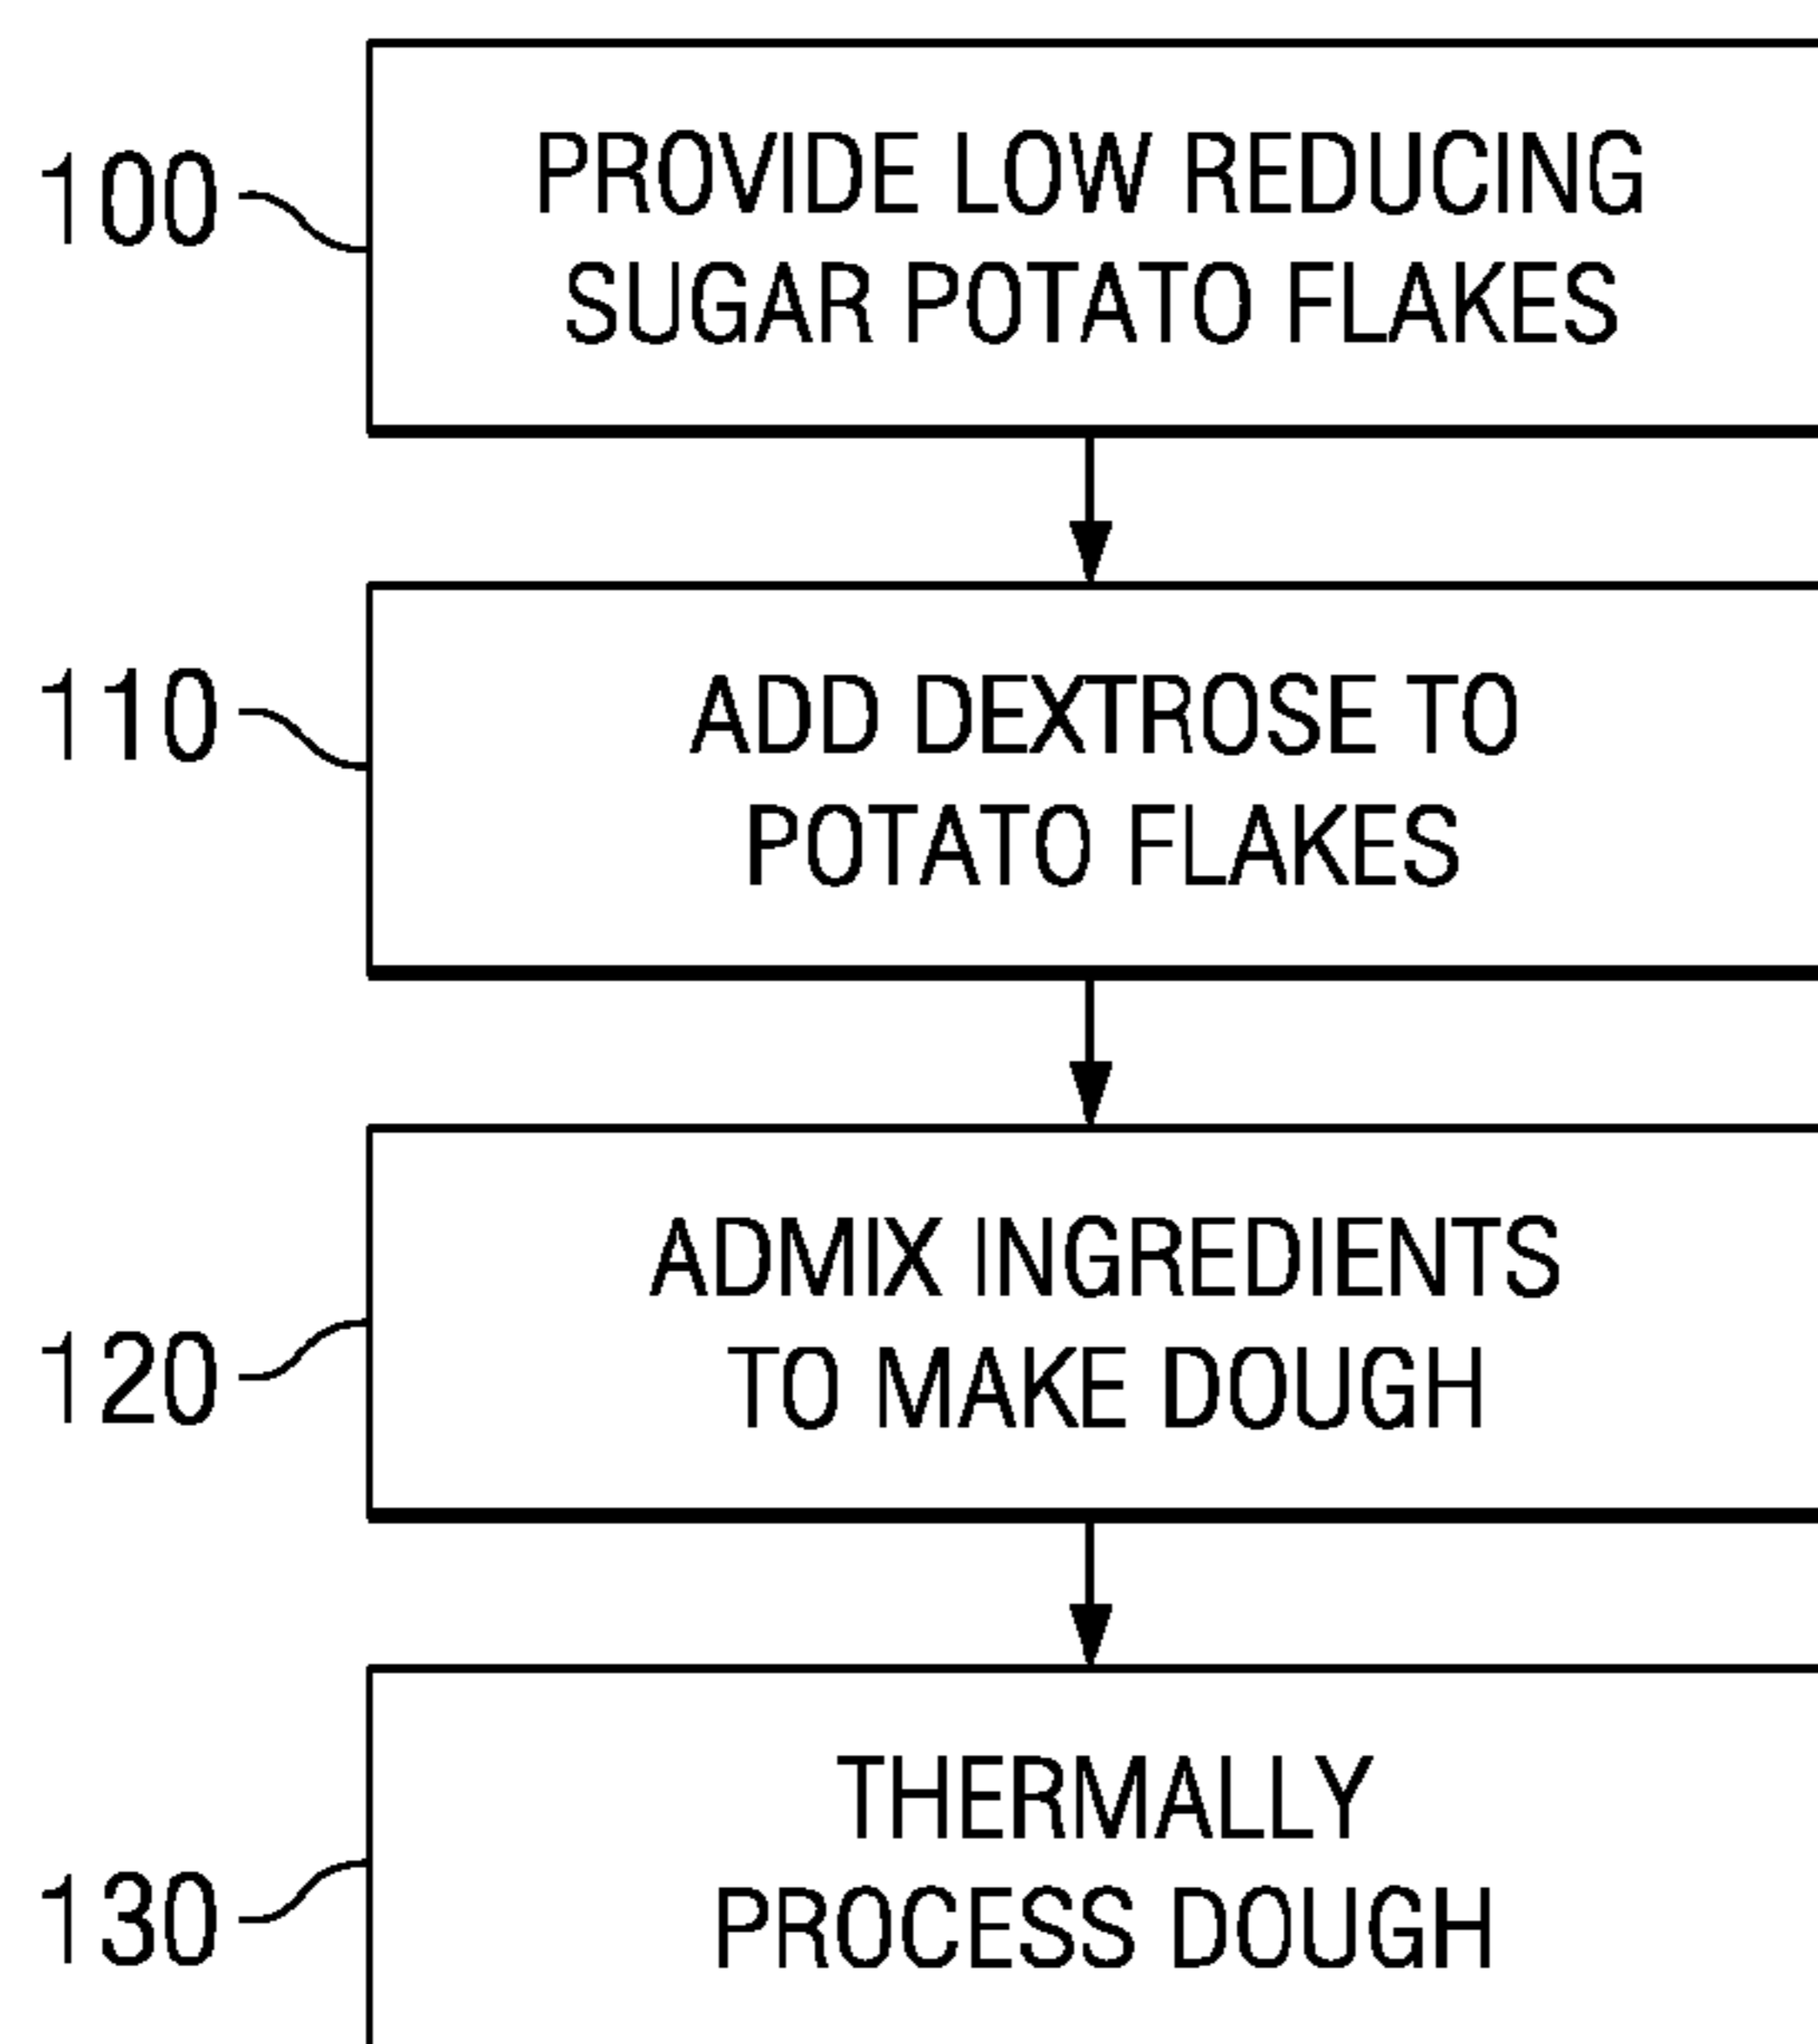 100
PROVIDE LOW REDUCING
SUGAR POTATO FLAKES
110
ADD DEXTROSE TO
POTATO FLAKES
120
ADMIX INGREDIENTS
TO MAKE DOUGH
130
THERMALLY
PROCESS DOUGH